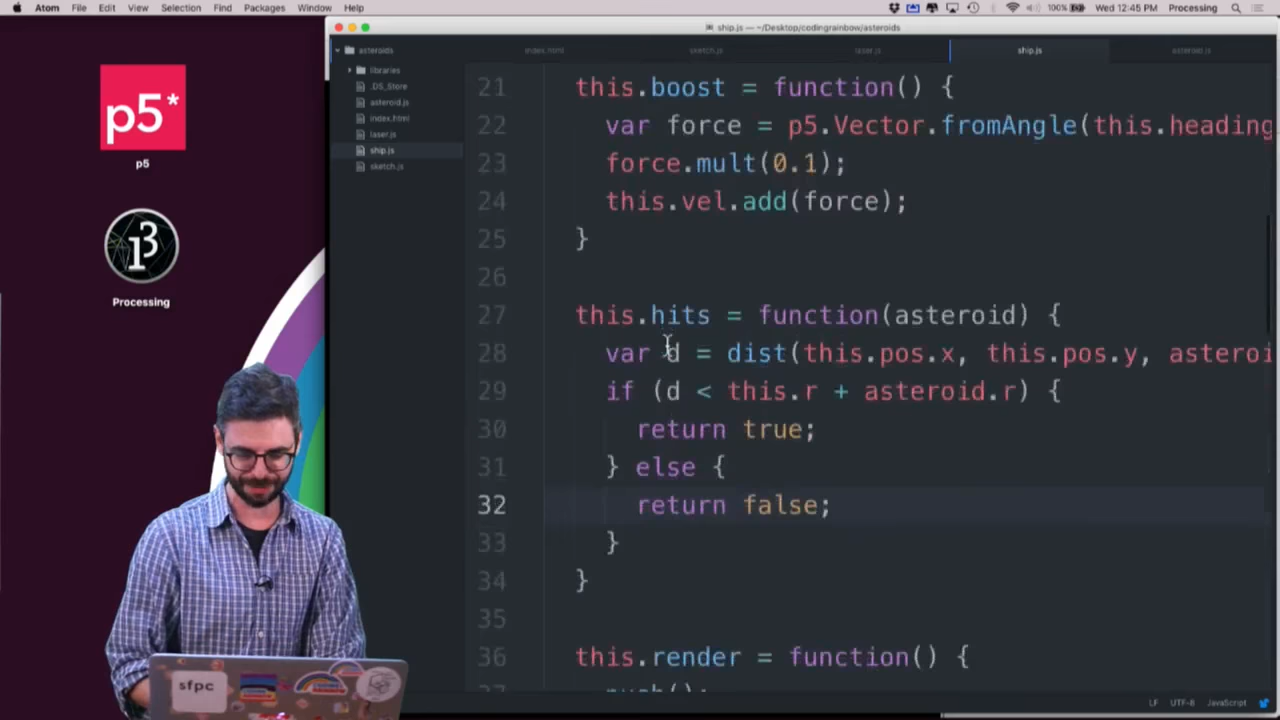 Atom File Edit View Selection Find Packages Window Help 100% Wed 12:45 PM Processing
ship.js — ~/Desktop/codingrainbow/asteroids
asteroids index.html sketch.js laser.js ship.js asteroid.js
libraries
.DS_Store
asteroid.js
index.html
laser.js
ship.js
sketch.js
p5*
p5
Processing
21 this.boost = function() {
22 var force = p5.Vector.fromAngle(this.heading
23 force.mult(0.1);
24 this.vel.add(force);
25 }
26
27 this.hits = function(asteroid) {
28 var d = dist(this.pos.x, this.pos.y, asteroi
29 if (d < this.r + asteroid.r) {
30 return true;
31 } else {
32 return false;
33 }
34 }
35
36 this.render = function() {
push();
sfpc
LF UTF-8 JavaScript